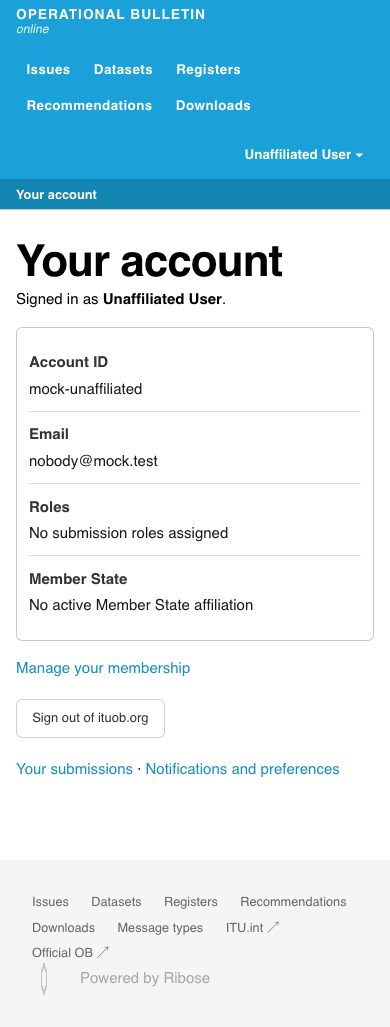 OPERATIONAL BULLETIN
online
Issues Datasets Registers
Recommendations Downloads
Unaffiliated User
Your account
Your account
Signed in as Unaffiliated User.
Account ID
mock-unaffiliated
Email
nobody@mock.test
Roles
No submission roles assigned
Member State
No active Member State affiliation
Manage your membership
Sign out of ituob.org
Your submissions · Notifications and preferences
Issues Datasets Registers Recommendations
Downloads Message types ITU.int ↗
Official OB ↗
Powered by Ribose